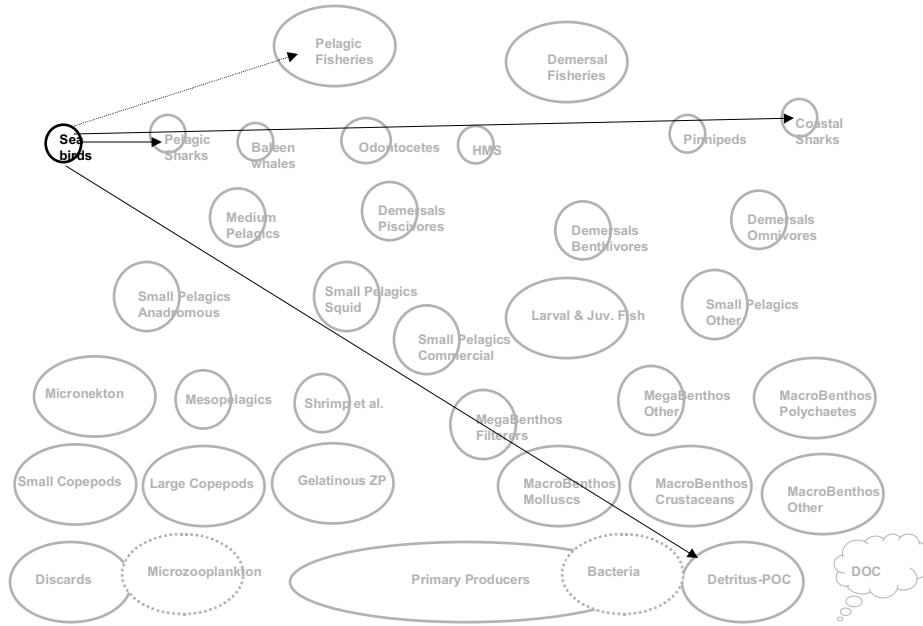 Pelagic
Fisheries
Demersal
Fisheries
Sea
birds
Pelagic
Sharks
Baleen
whales
Odontocetes
HMS
Pinnipeds
Coastal
Sharks
Medium
Pelagics
Demersals
Piscivores
Demersals
Benthivores
Demersals
Omnivores
Small Pelagics
Anadromous
Small Pelagics
Squid
Small Pelagics
Commercial
Larval & Juv. Fish
Small Pelagics
Other
Micronekton
Mesopelagics
Shrimp et al.
MegaBenthos
Filterers
MegaBenthos
Other
MacroBenthos
Polychaetes
Small Copepods
Large Copepods
Gelatinous ZP
MacroBenthos
Molluscs
MacroBenthos
Crustaceans
MacroBenthos
Other
Discards
Microzooplankton
Primary Producers
Bacteria
Detritus-POC
DOC